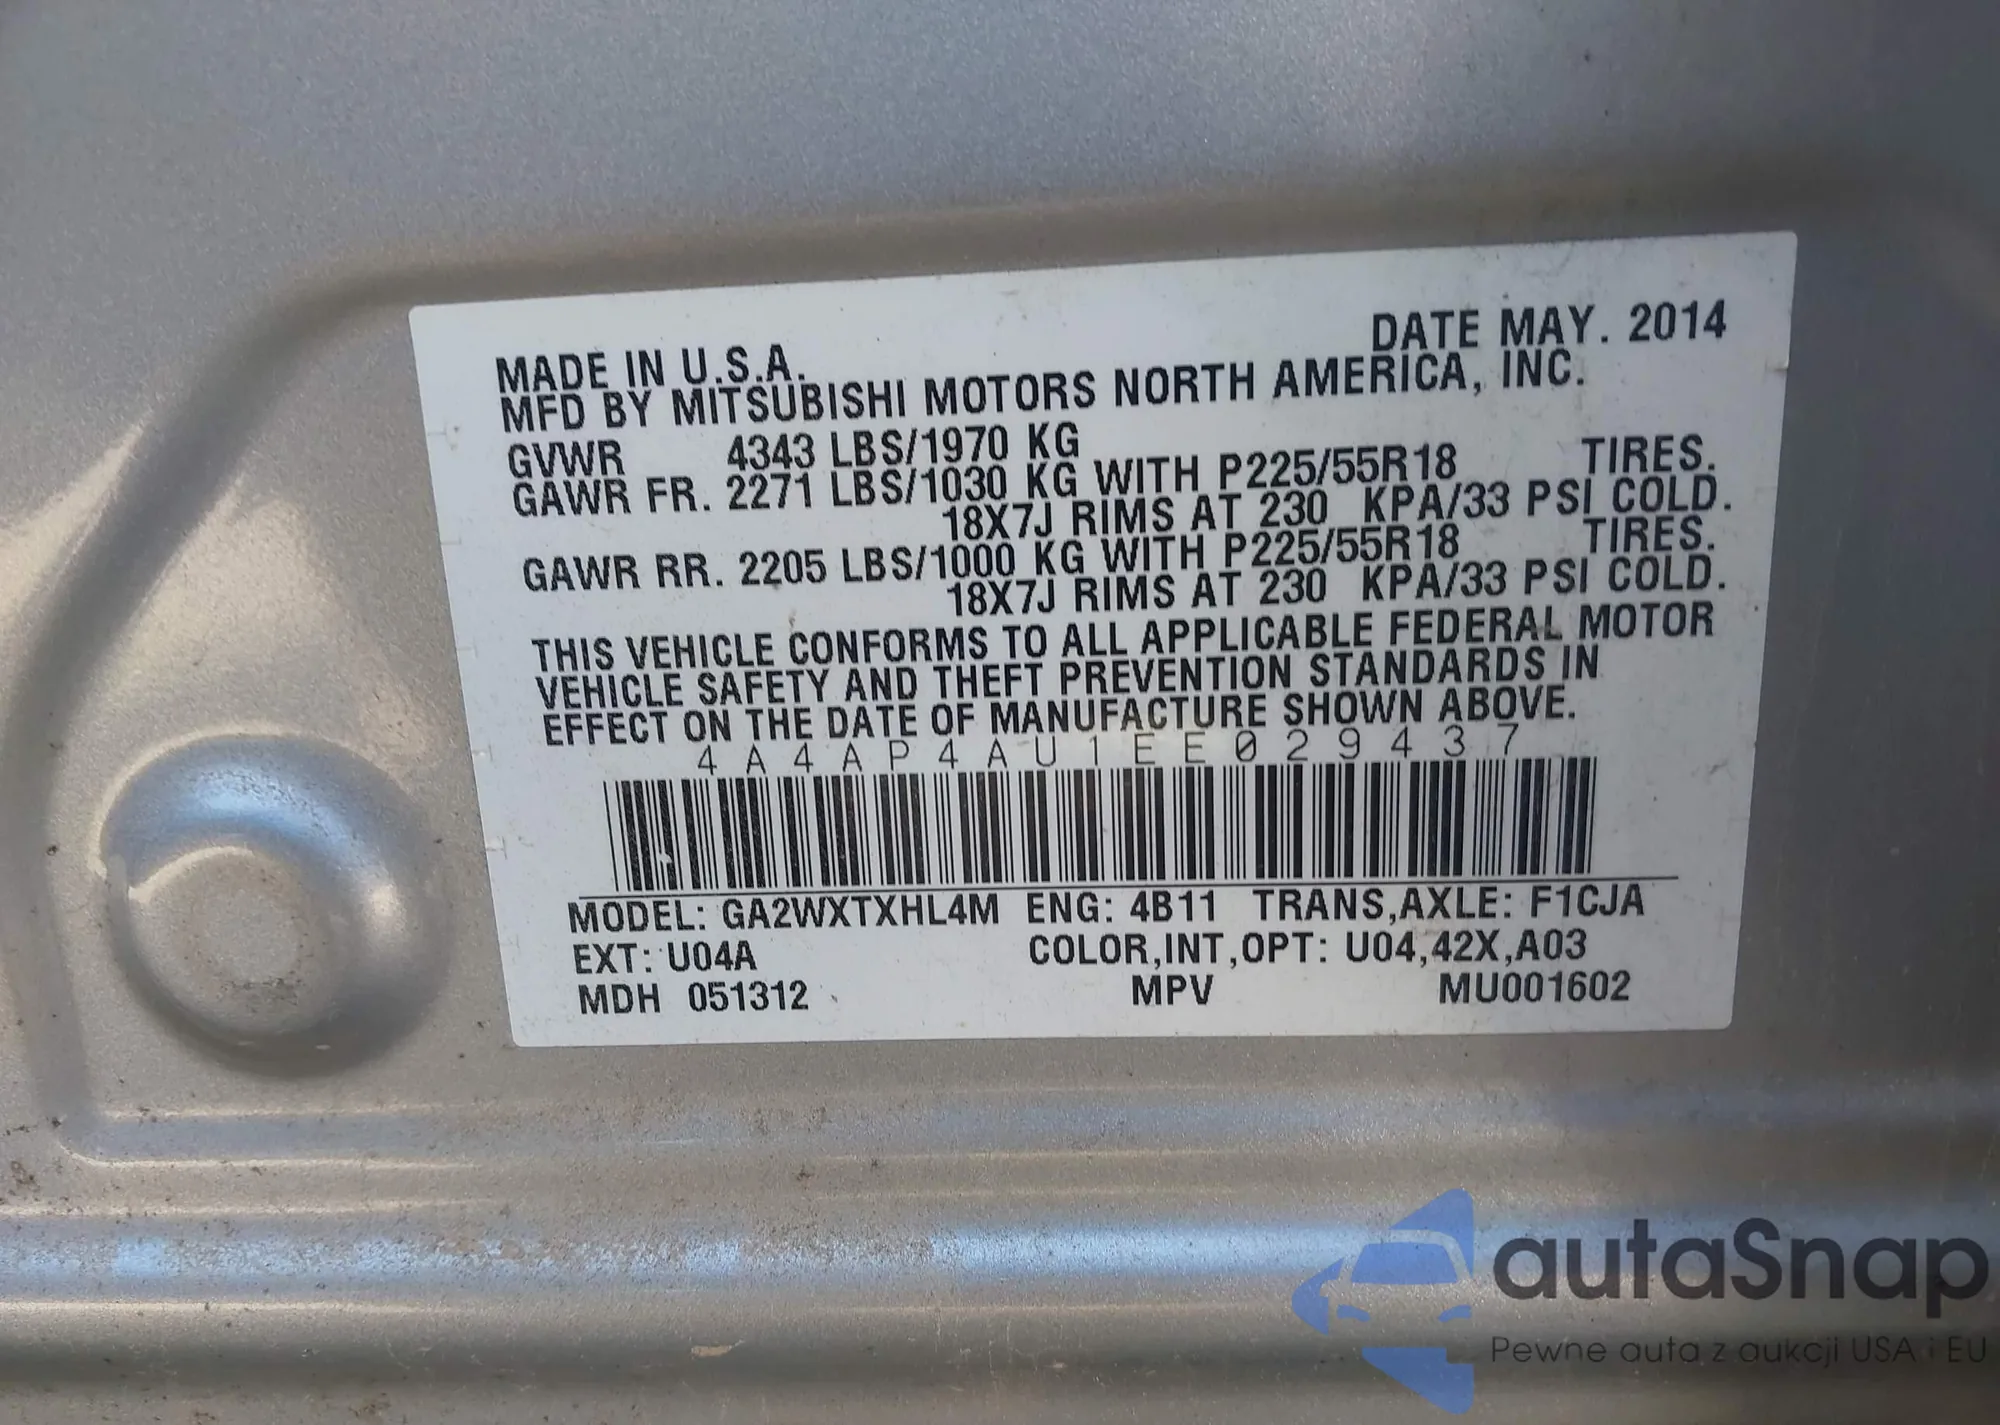 DATE MAY. 2014
MADE IN U.S.A.
MFD BY MITSUBISHI MOTORS NORTH AMERICA, INC.
GVWR 4343 LBS/1970 KG
GAWR FR. 2271 LBS/1030 KG WITH P225/55R18 TIRES.
18X7J RIMS AT 230 KPA/33 PSI COLD.
GAWR RR. 2205 LBS/1000 KG WITH P225/55R18 TIRES.
18X7J RIMS AT 230 KPA/33 PSI COLD.
THIS VEHICLE CONFORMS TO ALL APPLICABLE FEDERAL MOTOR
VEHICLE SAFETY AND THEFT PREVENTION STANDARDS IN
EFFECT ON THE DATE OF MANUFACTURE SHOWN ABOVE.
4A4AP4AU1EE029437
MODEL: GA2WXTXHL4M ENG: 4B11 TRANS,AXLE: F1CJA
EXT: U04A COLOR,INT,OPT: U04,42X,A03
MDH 051312 MPV MU001602
autaSnap
Pewne auta z aukcji USA i EU